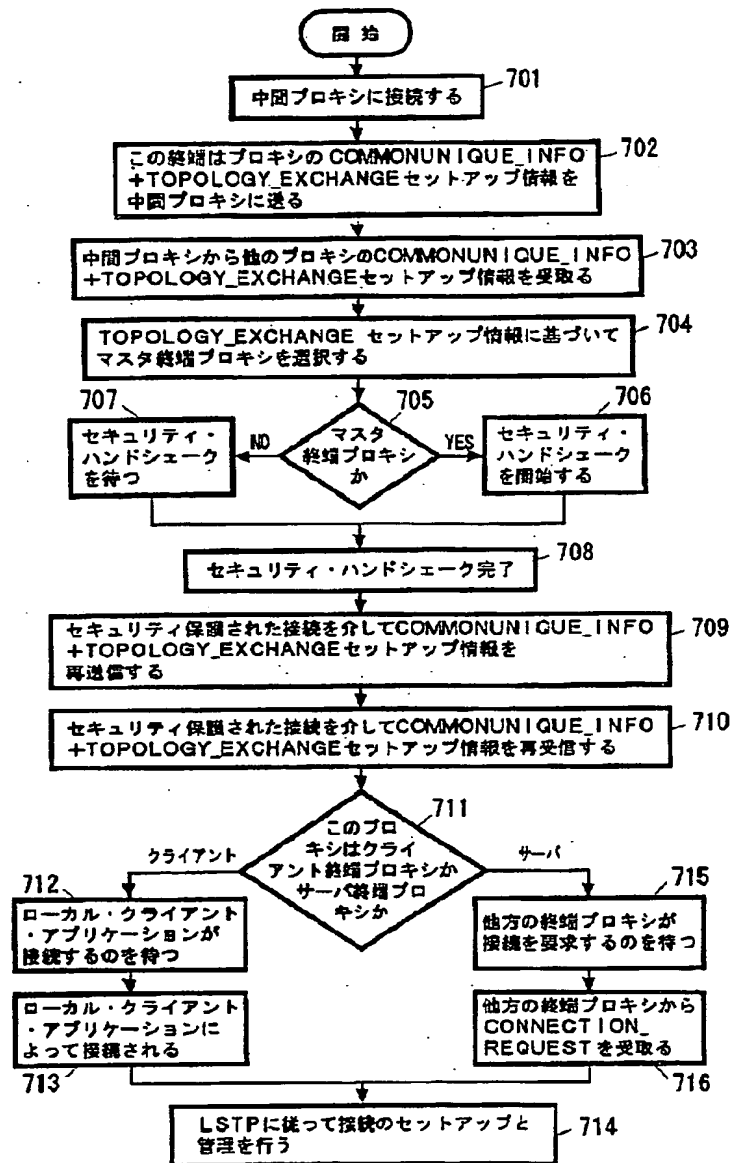 開始
701
中間プロキシに接続する
702
この終端はプロキシの COMMONUNIQUE_INFO
+TOPOLOGY_EXCHANGEセットアップ情報を
中間プロキシに送る
703
中間プロキシから他のプロキシのCOMMONUNIQUE_INFO
+TOPOLOGY_EXCHANGEセットアップ情報を受取る
704
TOPOLOGY_EXCHANGE セットアップ情報に基づいて
マスタ終端プロキシを選択する
705
マスタ
終端プロキシ
か
NO
YES
707
セキュリティ・
ハンドシェーク
を待つ
706
セキュリティ・
ハンドシェーク
を開始する
708
セキュリティ・ハンドシェーク完了
709
セキュリティ保護された接続を介してCOMMONUNIQUE_INFO
+TOPOLOGY_EXCHANGEセットアップ情報を
再送信する
710
セキュリティ保護された接続を介してCOMMONUNIQUE_INFO
+TOPOLOGY_EXCHANGEセットアップ情報を再受信する
711
このプロ
キシはクライ
アント終端プロキシか
サーバ終端プロ
キシか
クライアント
サーバ
712
ローカル・クライアント
・アプリケーションが
接続するのを待つ
ローカル・クライアント
・アプリケーションに
よって接続される
713
715
他方の終端プロキシが
接続を要求するのを待つ
他方の終端プロキシから
CONNECTION_
REQUESTを受取る
716
LSTPに従って接続のセットアップと
管理を行う
714